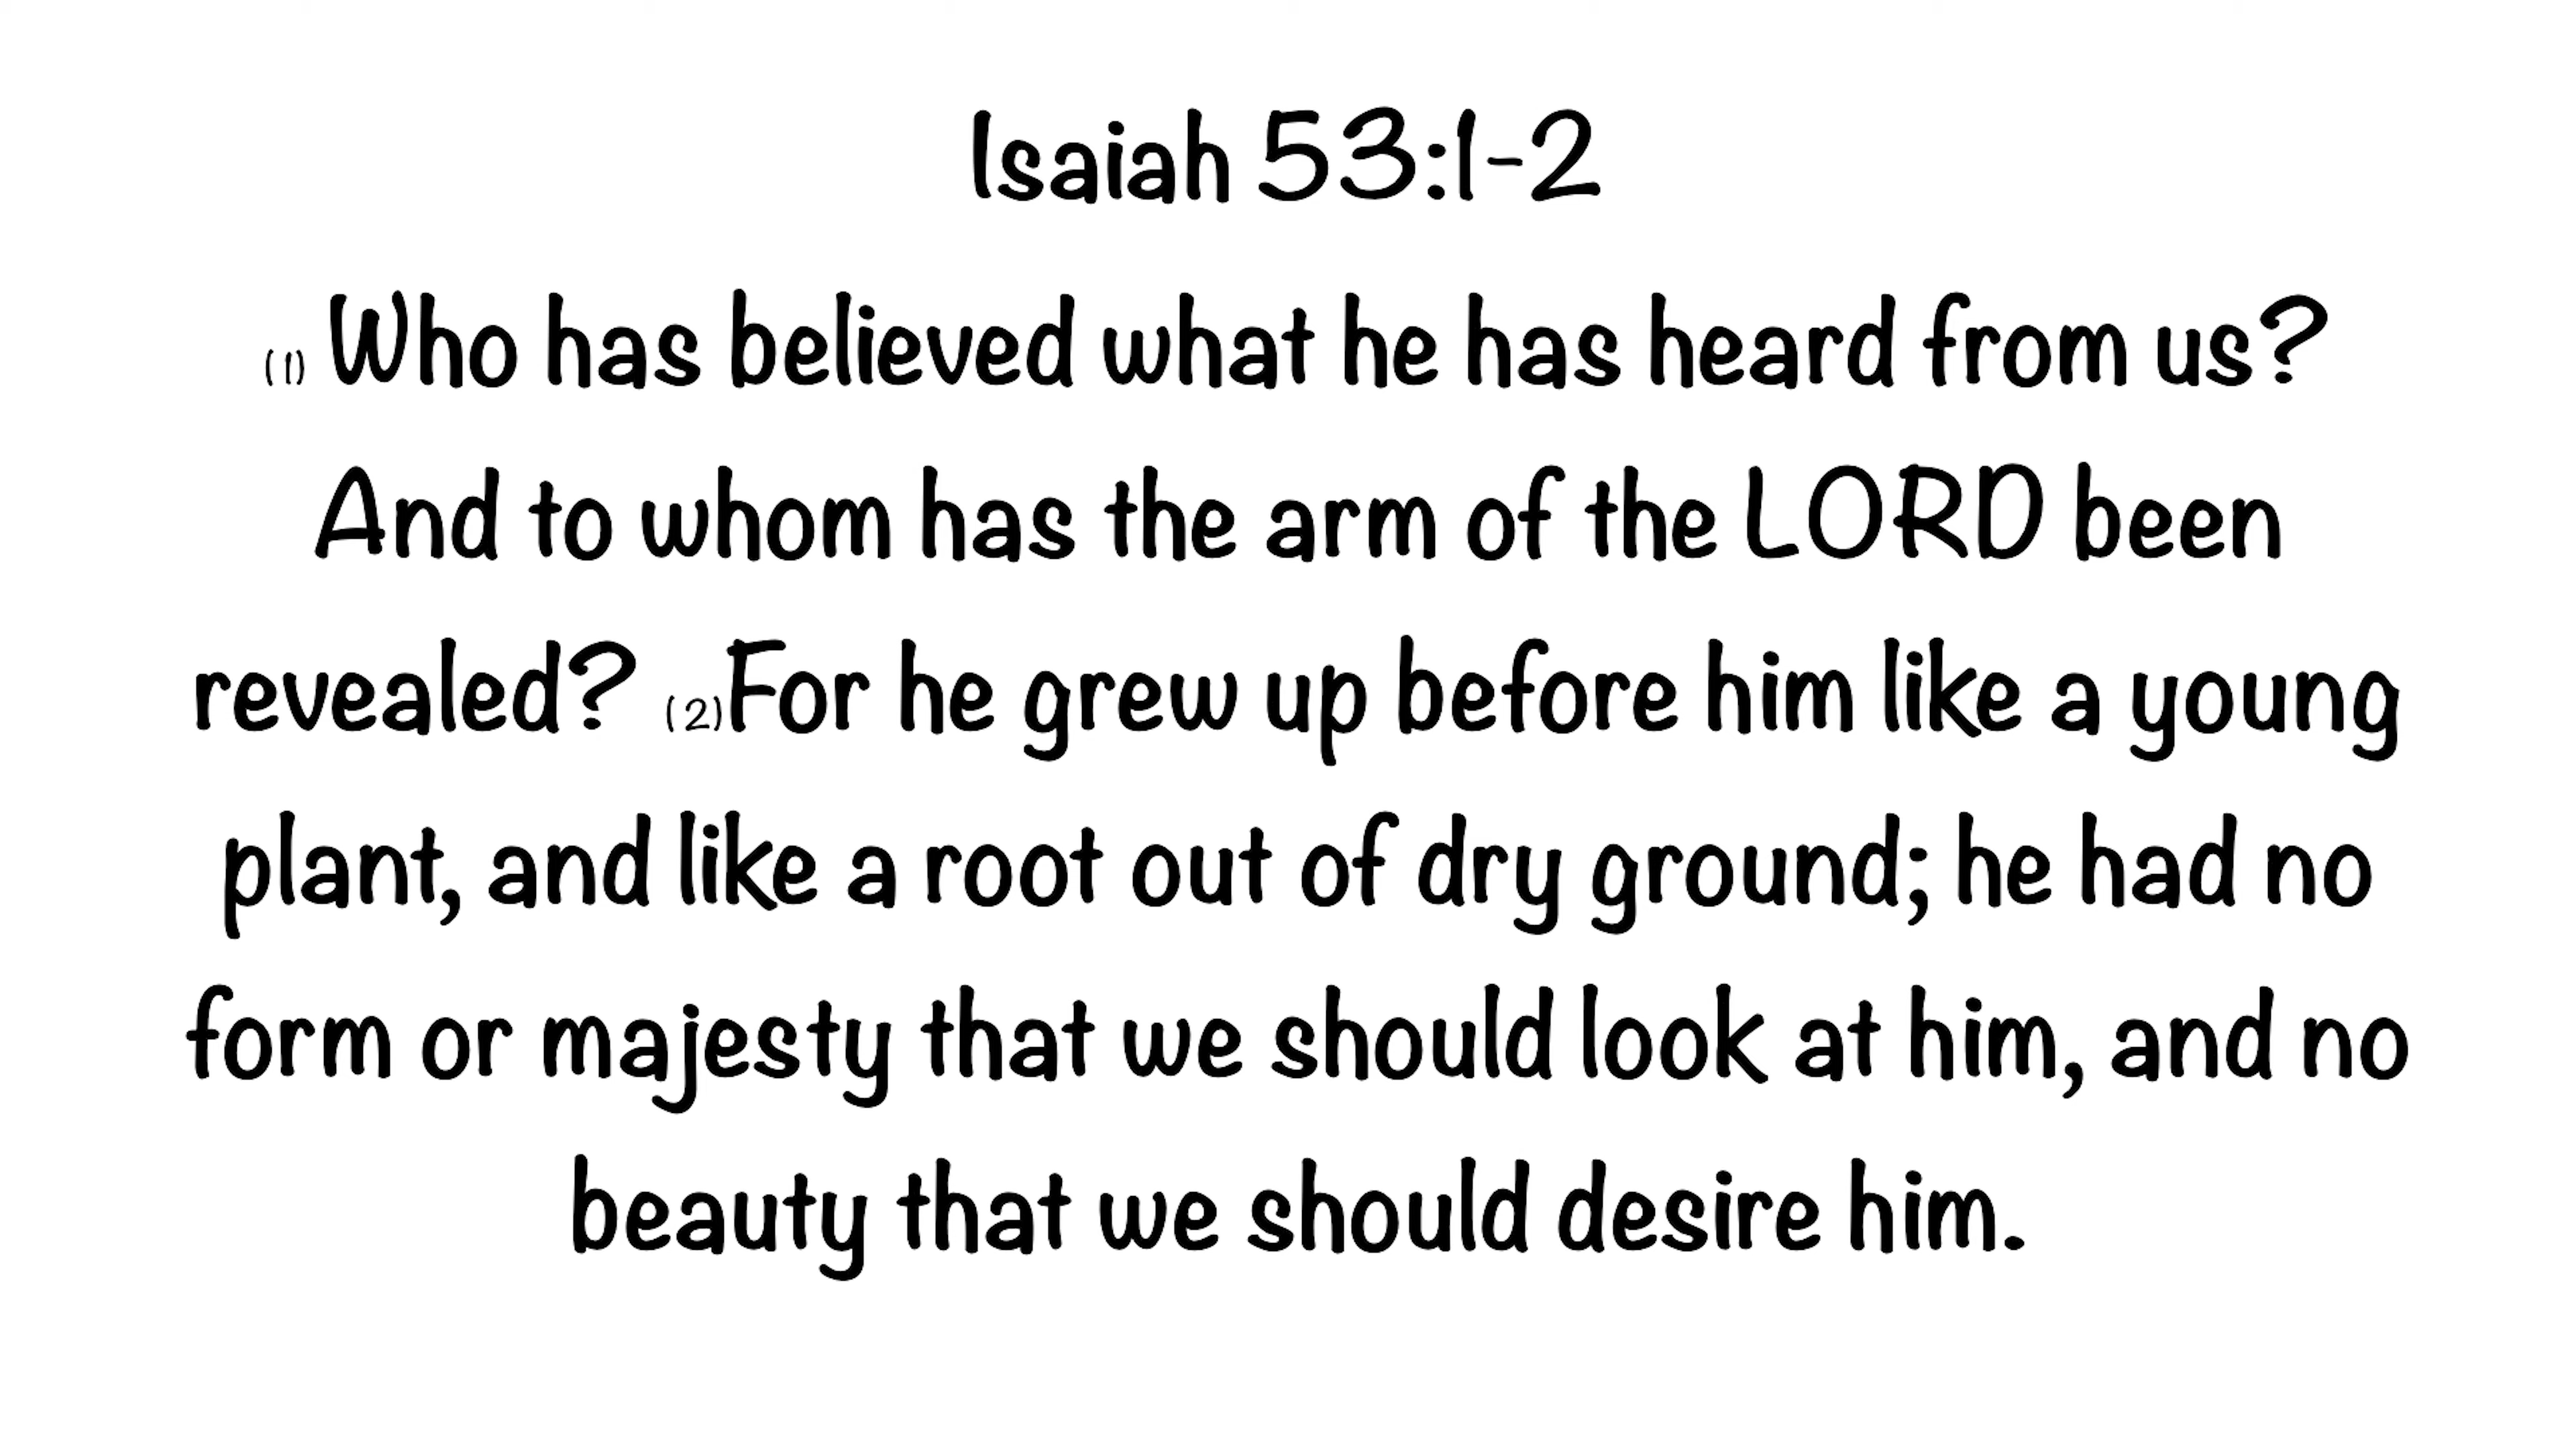 Isaiah 53:1-2
(1) Who has believed what he has heard from us?
And to whom has the arm of the LORD been
revealed? (2)For he grew up before him like a young
plant, and like a root out of dry ground; he had no
form or majesty that we should look at him, and no
beauty that we should desire him.